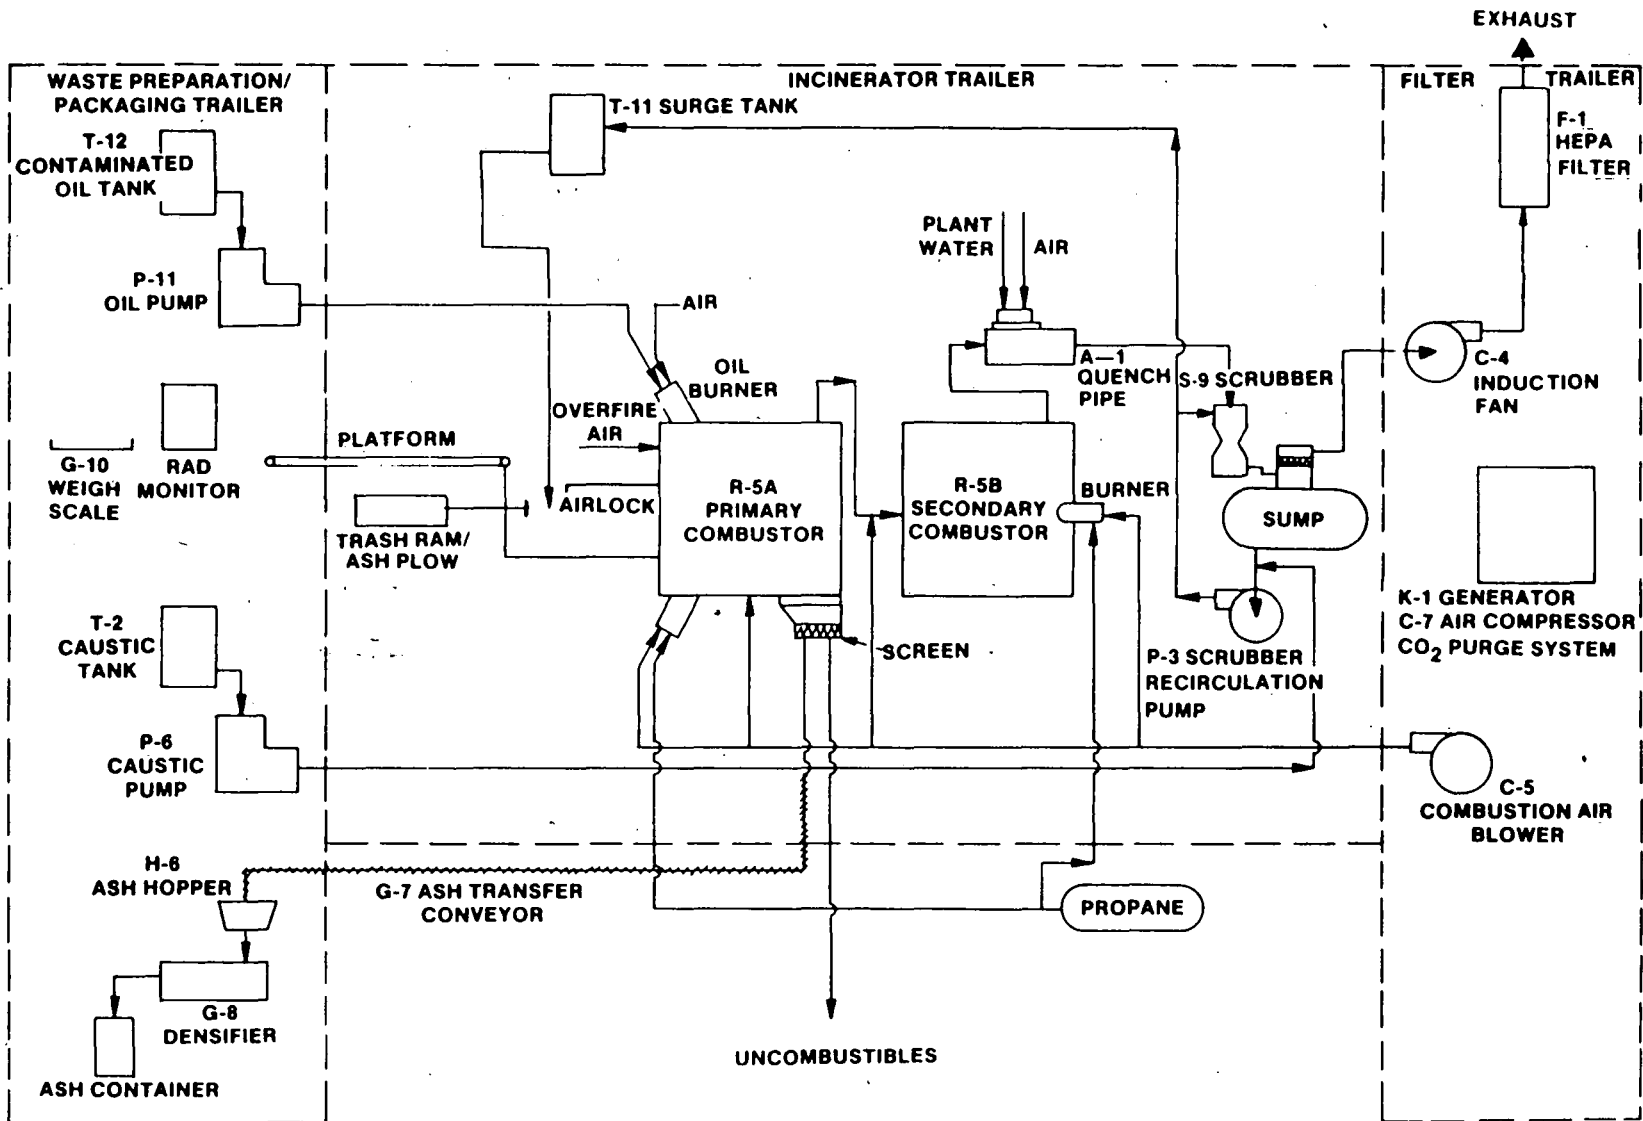 EXHAUST
WASTE PREPARATION/
PACKAGING TRAILER
INCINERATOR TRAILER
FILTER TRAILER
T-12
CONTAMINATED
OIL TANK
T-11 SURGE TANK
F-1
HEPA
FILTER
PLANT
WATER
AIR
P-11
OIL PUMP
AIR
OIL
BURNER
A—1
QUENCH
PIPE
S-9 SCRUBBER
C-4
INDUCTION
FAN
OVERFIRE
AIR
PLATFORM
G-10
WEIGH
SCALE
RAD
MONITOR
AIRLOCK
R-5A
PRIMARY
COMBUSTOR
R-5B
SECONDARY
COMBUSTOR
BURNER
SUMP
TRASH RAM/
ASH PLOW
K-1 GENERATOR
C-7 AIR COMPRESSOR
CO2 PURGE SYSTEM
T-2
CAUSTIC
TANK
SCREEN
P-3 SCRUBBER
RECIRCULATION
PUMP
P-6
CAUSTIC
PUMP
C-5
COMBUSTION AIR
BLOWER
H-6
ASH HOPPER
G-7 ASH TRANSFER
CONVEYOR
PROPANE
G-8
DENSIFIER
UNCOMBUSTIBLES
ASH CONTAINER